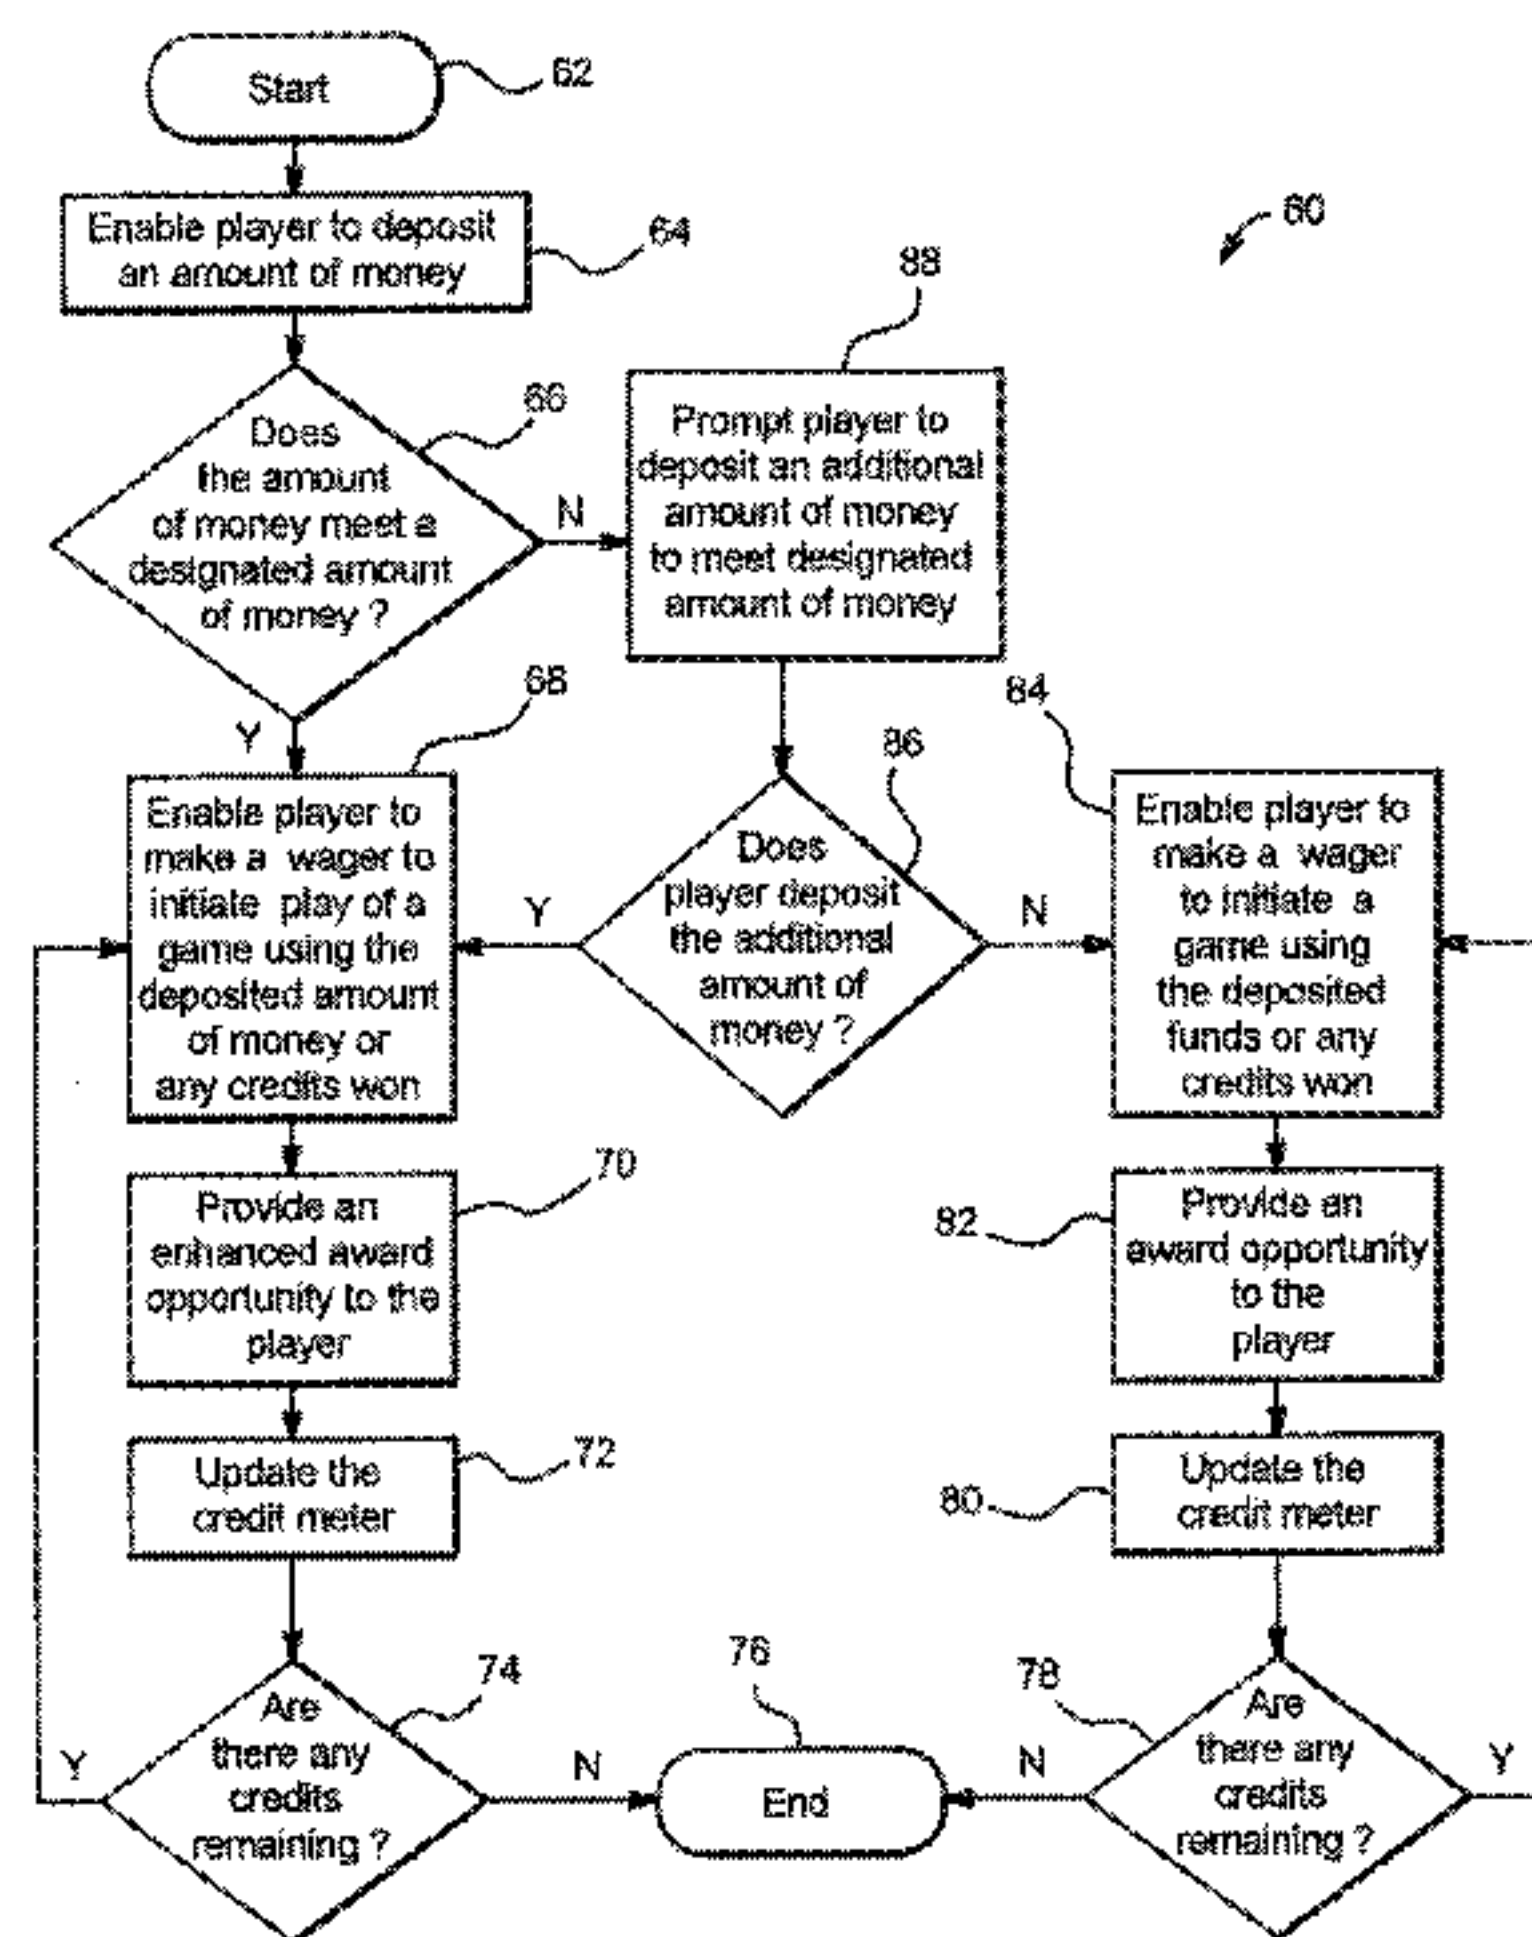 Start
62
Enable player to deposit
an amount of money
64
60
88
Does
the amount
of money meet a
designated amount
of money ?
66
N
Y
Prompt player to
deposit an additional
amount of money
to meet designated
amount of money
68
Enable player to
make a wager to
initiate play of a
game using the
deposited amount
of money or
any credits won
86
Does
player deposit
the additional
amount of
money ?
Y
N
84
Enable player to
make a wager
to initiate a
game using
the deposited
funds or any
credits won
70
Provide an
enhanced award
opportunity to the
player
82
Provide an
award opportunity
to the
player
72
Update the
credit meter
80
Update the
credit meter
74
Are
there any
credits
remaining ?
Y
N
76
End
78
Are
there any
credits
remaining ?
N
Y